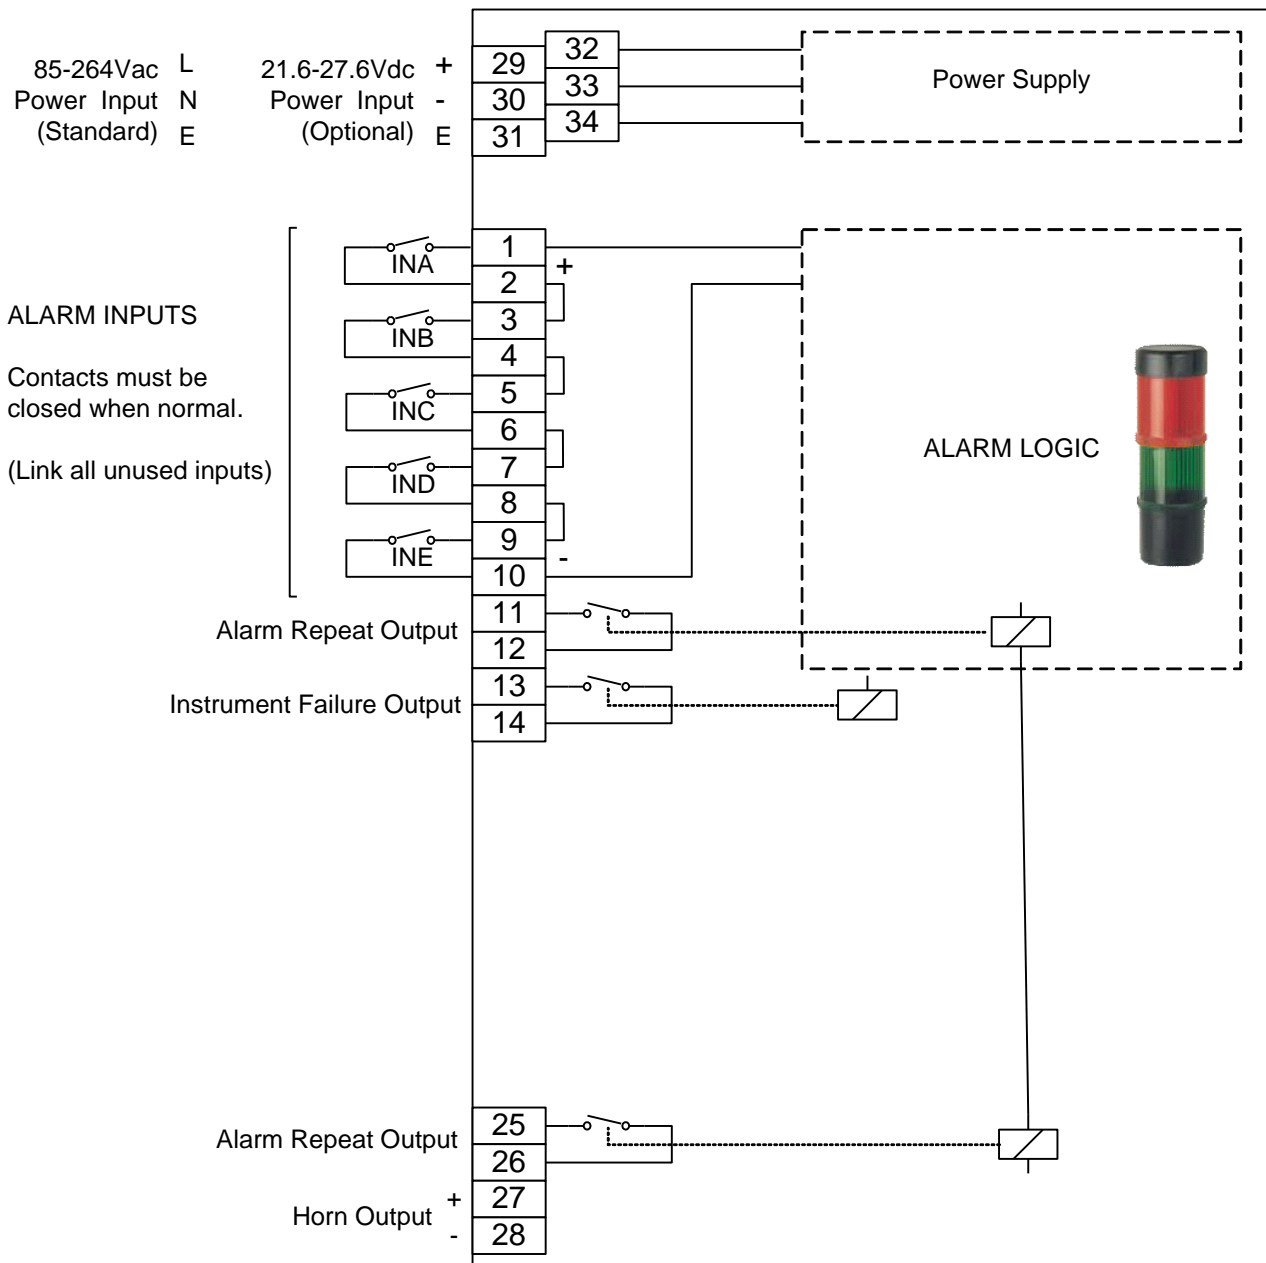 85-264Vac L
Power Input N
(Standard) E
21.6-27.6Vdc +
Power Input -
(Optional) E
29
30
31
32
33
34
Power Supply
ALARM INPUTS
Contacts must be
closed when normal.
(Link all unused inputs)
INA
INB
INC
IND
INE
1
2
3
4
5
6
7
8
9
10
+
-
ALARM LOGIC
Alarm Repeat Output
11
12
Instrument Failure Output
13
14
Alarm Repeat Output
25
26
Horn Output
+
-
27
28